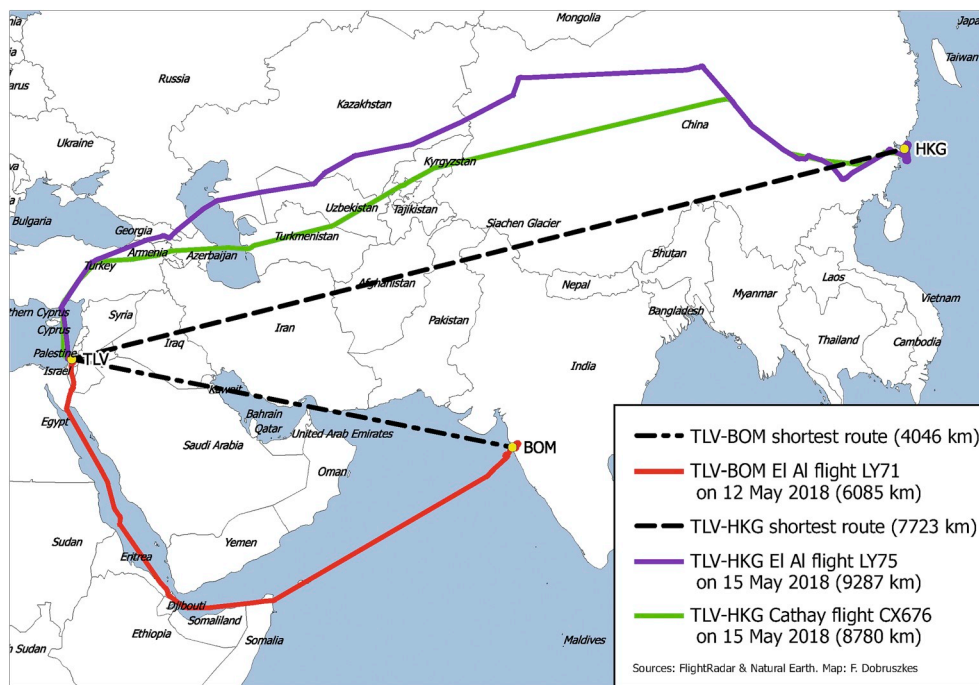 Mongolia
Japa
Russia
Taiwan
Kazakhstan
China
Ukraine
HKG
Kyrgyzstan
Bulgaria
Uzbekistan
Tajikistan
Georgia
Siachen Glacier
Turkmenistan
Armenia
Azerbaijan
Turkey
Bhutan
Laos
Afghanistan
Nepal
Myanmar
Vietnam
thern Cyprus
Syria
Bangladesh
Cyprus
Iran
Pakistan
Thailand
Cambodia
Iraq
Palestine
TLV
Israel
India
Kuwait
Egypt
Bahrain
Qatar
United Arab Emirates
Saudi Arabia
BOM
Oman
Sudan
Yemen
Eritrea
Djibouti
Somaliland
Ethiopia
Somalia
Maldives
h Sudan
TLV-BOM shortest route (4046 km)
TLV-BOM El Al flight LY71
on 12 May 2018 (6085 km)
TLV-HKG shortest route (7723 km)
TLV-HKG El Al flight LY75
on 15 May 2018 (9287 km)
TLV-HKG Cathay flight CX676
on 15 May 2018 (8780 km)
Sources: FlightRadar & Natural Earth. Map: F. Dobruszkes